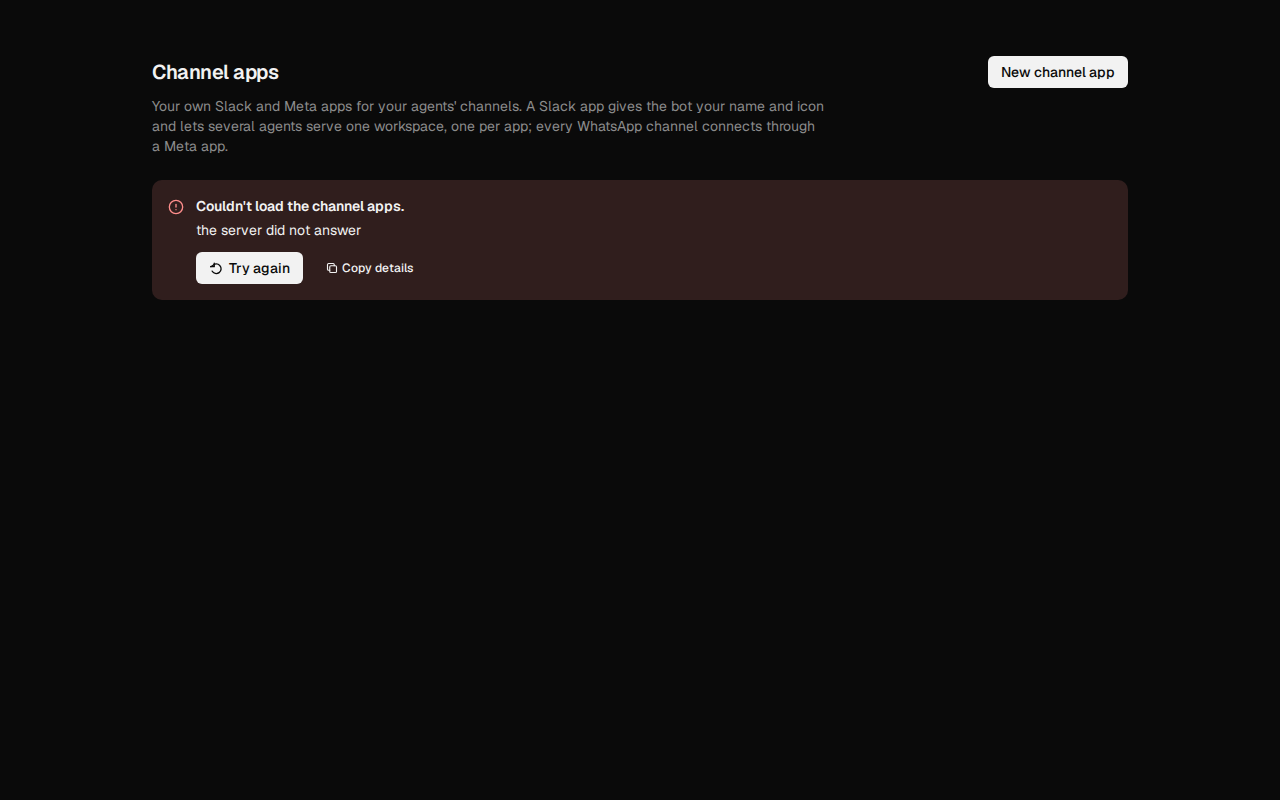 Channel apps
New channel app
Your own Slack and Meta apps for your agents' channels. A Slack app gives the bot your name and icon
and lets several agents serve one workspace, one per app; every WhatsApp channel connects through
a Meta app.
Couldn't load the channel apps.
the server did not answer
Try again
Copy details